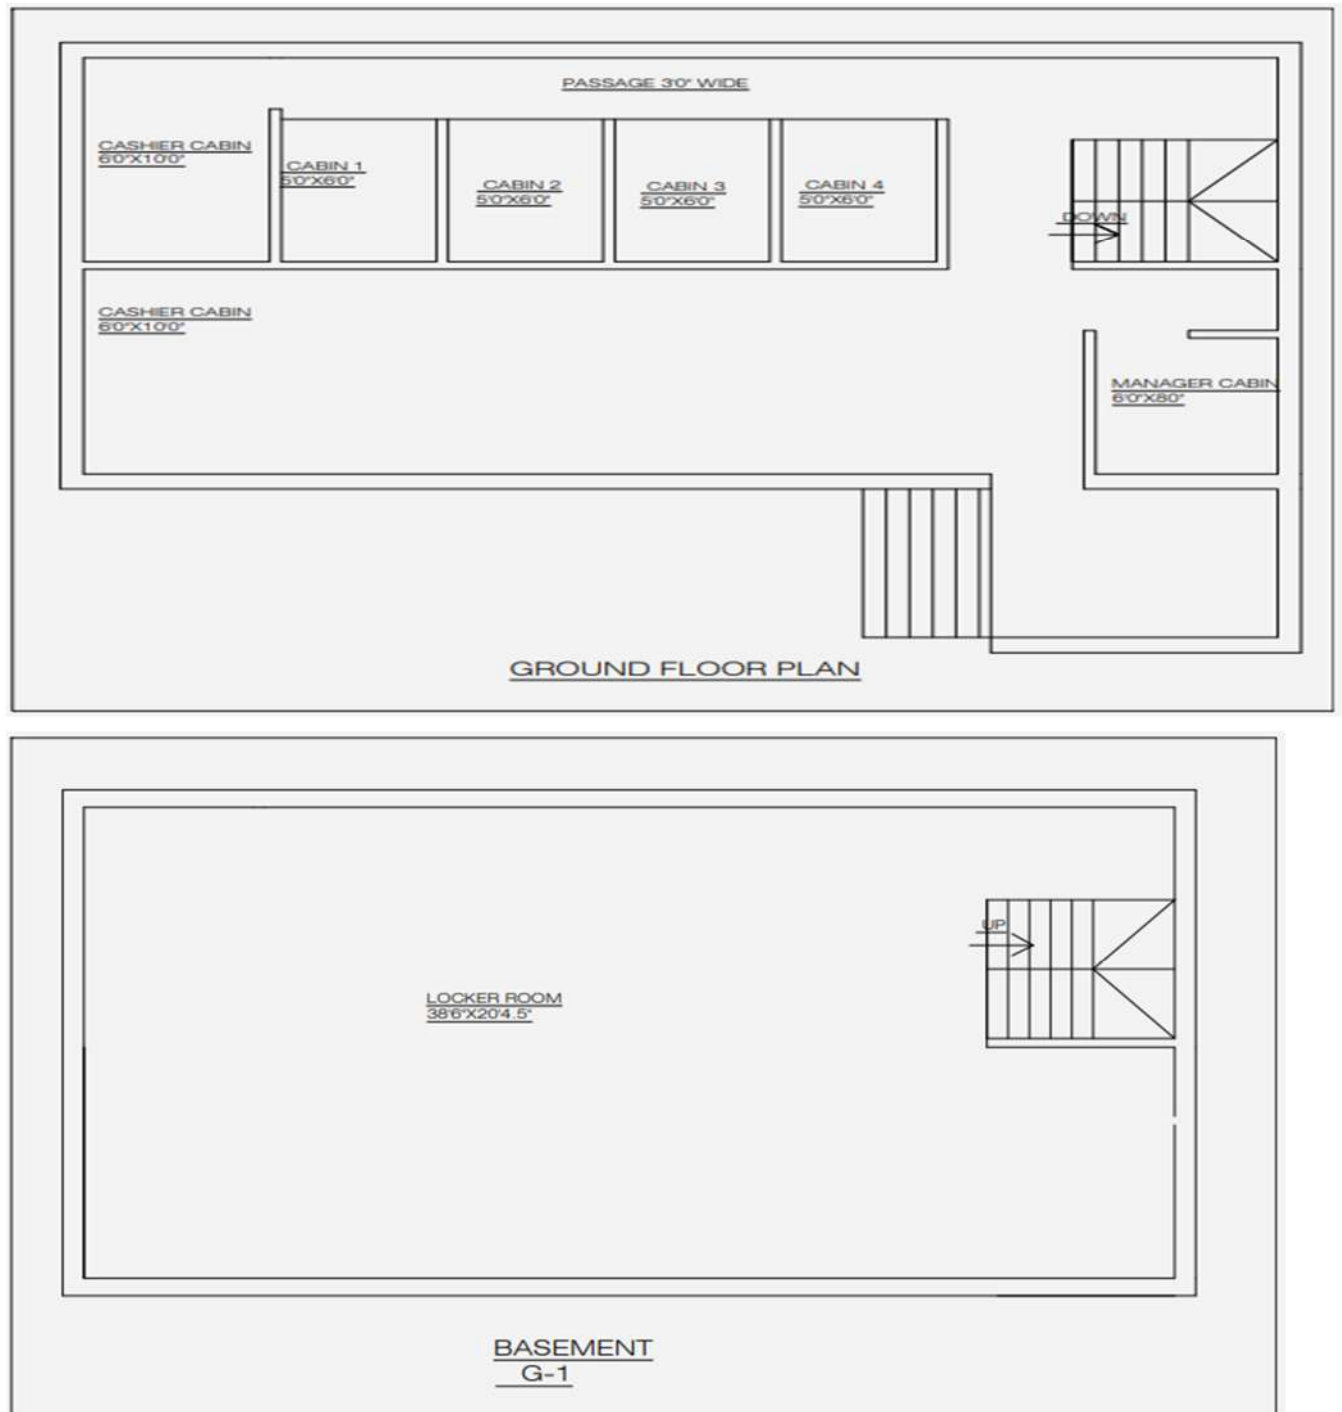 PASSAGE 3'0" WIDE
CASHIER CABIN
6'0"X10'0"
CABIN 1
5'0"X6'0"
CABIN 2
5'0"X6'0"
CABIN 3
5'0"X6'0"
CABIN 4
5'0"X6'0"
DOWN
CASHIER CABIN
6'0"X10'0"
MANAGER CABIN
6'0"X8'0"
GROUND FLOOR PLAN
UP
LOCKER ROOM
38'6"X20'4.5"
BASEMENT
G-1